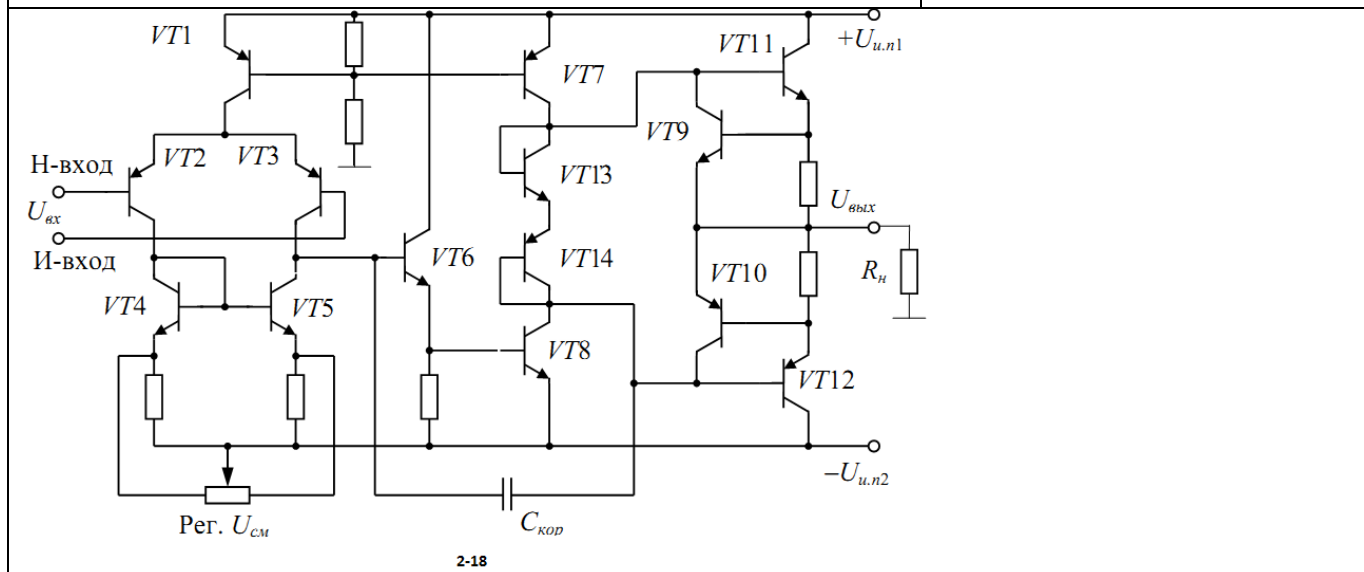 VT1
VT11
+Uи.п1
VT7
VT9
Н-вход
VT2
VT3
VT13
Uвх
Uвых
И-вход
VT6
VT14
VT10
Rн
VT4
VT5
VT8
VT12
–Uи.п2
Рег. Uсм
Cкор
2-18